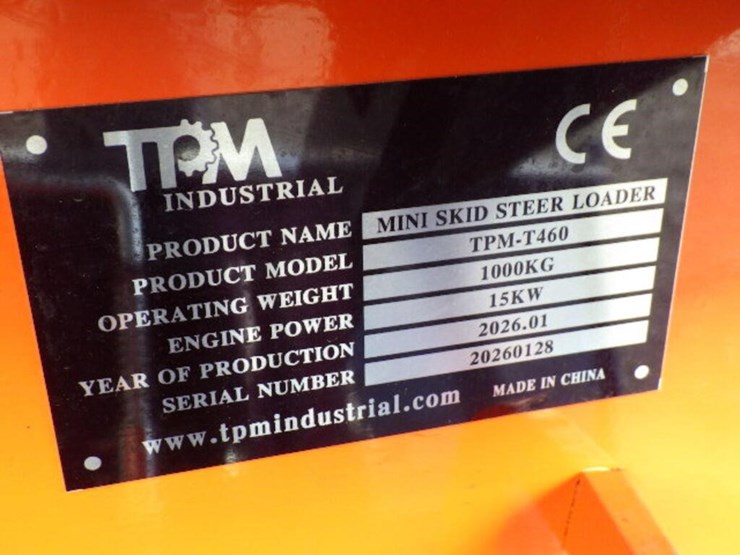 TPM
INDUSTRIAL
CE
PRODUCT NAME MINI SKID STEER LOADER
PRODUCT MODEL TPM-T460
OPERATING WEIGHT 1000KG
ENGINE POWER 15KW
YEAR OF PRODUCTION 2026.01
SERIAL NUMBER 20260128
www.tpmindustrial.com MADE IN CHINA